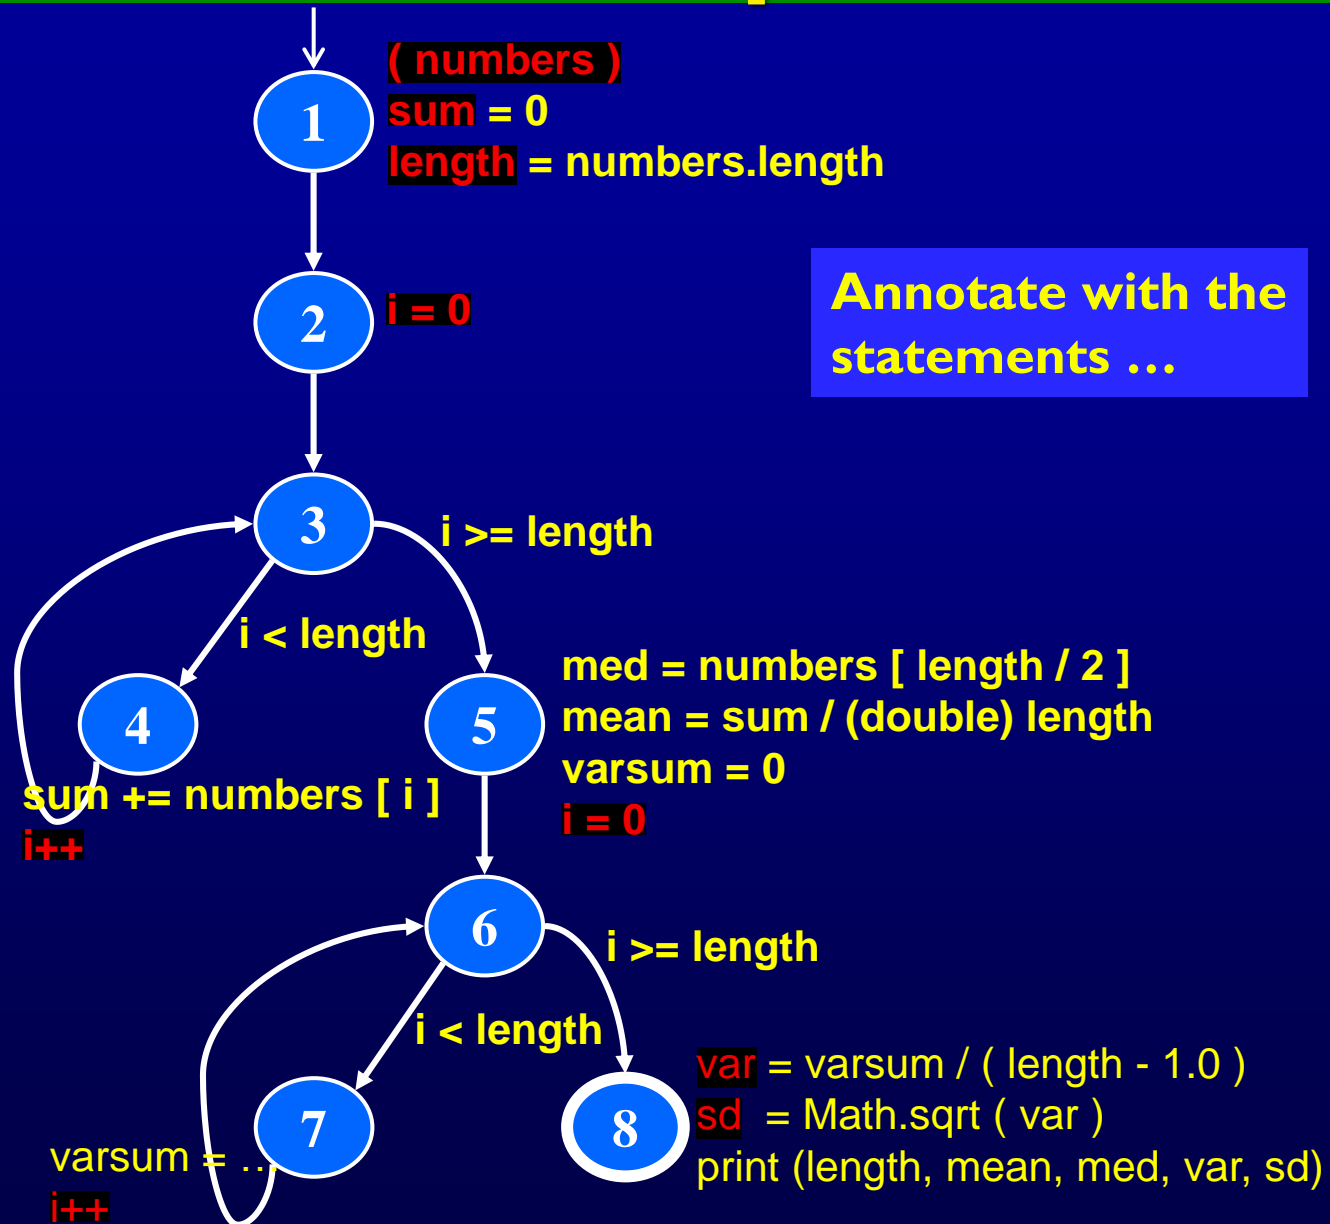 ( numbers )
sum = 0
length = numbers.length
1
2
i = 0
Annotate with the
statements …
3
i >= length
i < length
4
sum += numbers [ i ]
i++
5
med = numbers [ length / 2 ]
mean = sum / (double) length
varsum = 0
i = 0
6
i >= length
i < length
7
varsum = …
i++
8
var = varsum / ( length - 1.0 )
sd = Math.sqrt ( var )
print (length, mean, med, var, sd)